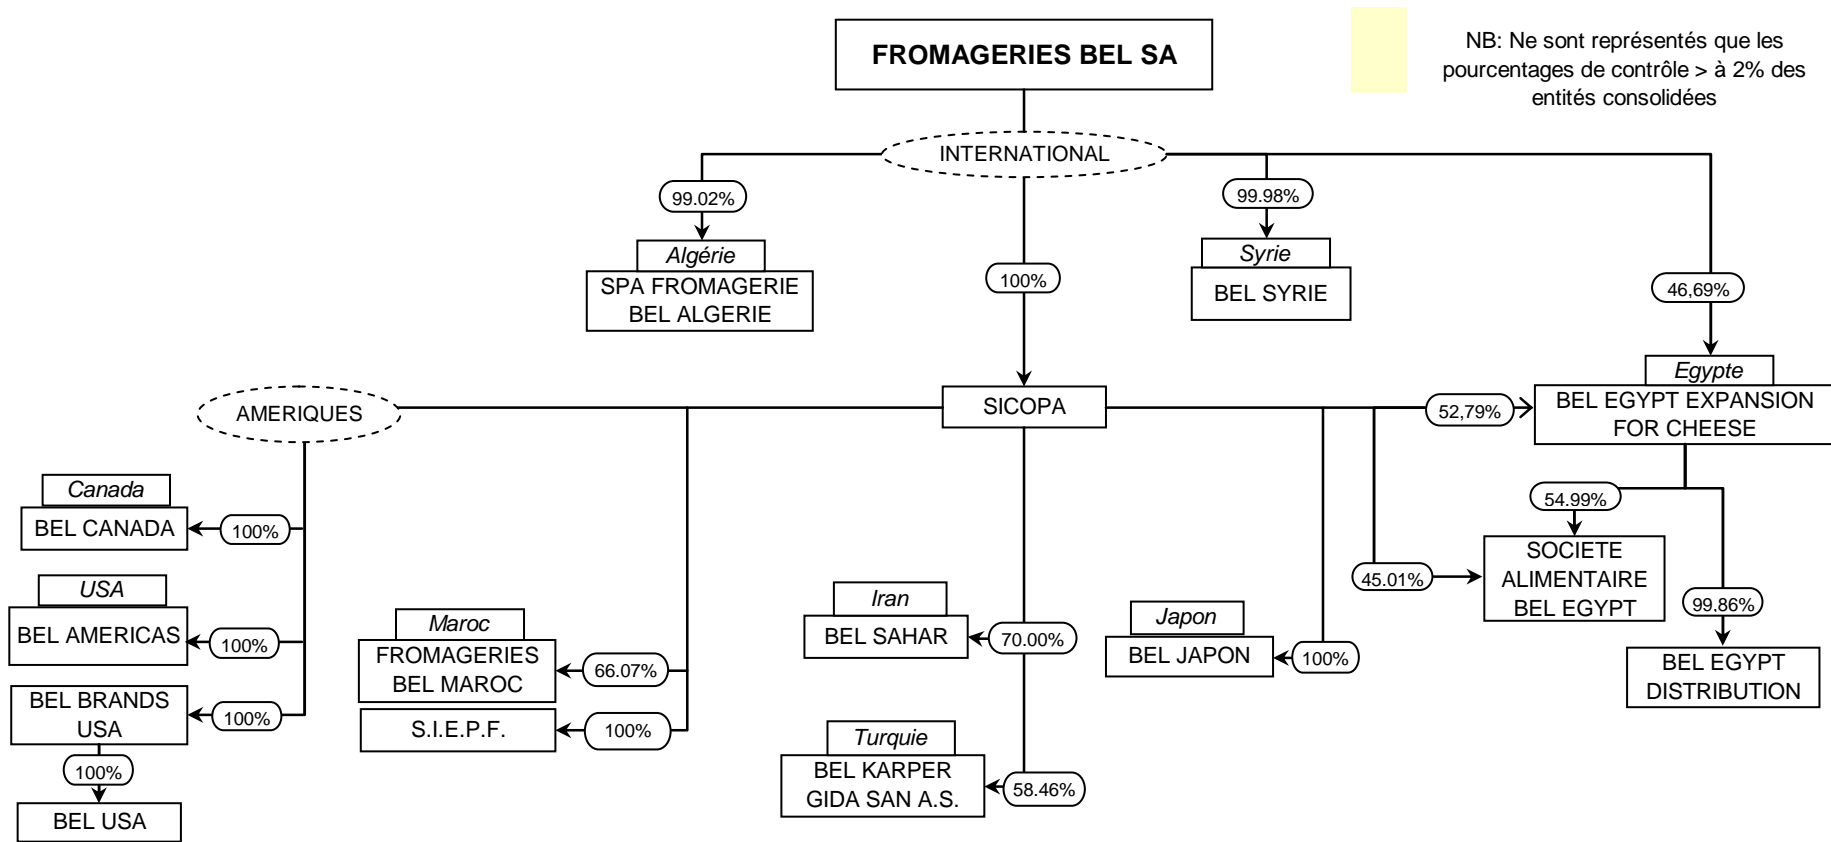 FROMAGERIES BEL SA
NB: Ne sont représentés que les
pourcentages de contrôle > à 2% des
entités consolidées
INTERNATIONAL
99.02%
99.98%
Algérie
SPA FROMAGERIE
BEL ALGERIE
100%
Syrie
BEL SYRIE
46,69%
AMERIQUES
SICOPA
52,79%
Egypte
BEL EGYPT EXPANSION
FOR CHEESE
Canada
BEL CANADA
100%
USA
BEL AMERICAS
100%
BEL BRANDS
USA
100%
100%
BEL USA
Maroc
FROMAGERIES
BEL MAROC
66.07%
S.I.E.P.F.
100%
Iran
BEL SAHAR
70.00%
Turquie
BEL KARPER
GIDA SAN A.S.
58.46%
Japon
BEL JAPON
100%
54.99%
45.01%
SOCIETE
ALIMENTAIRE
BEL EGYPT
99.86%
BEL EGYPT
DISTRIBUTION